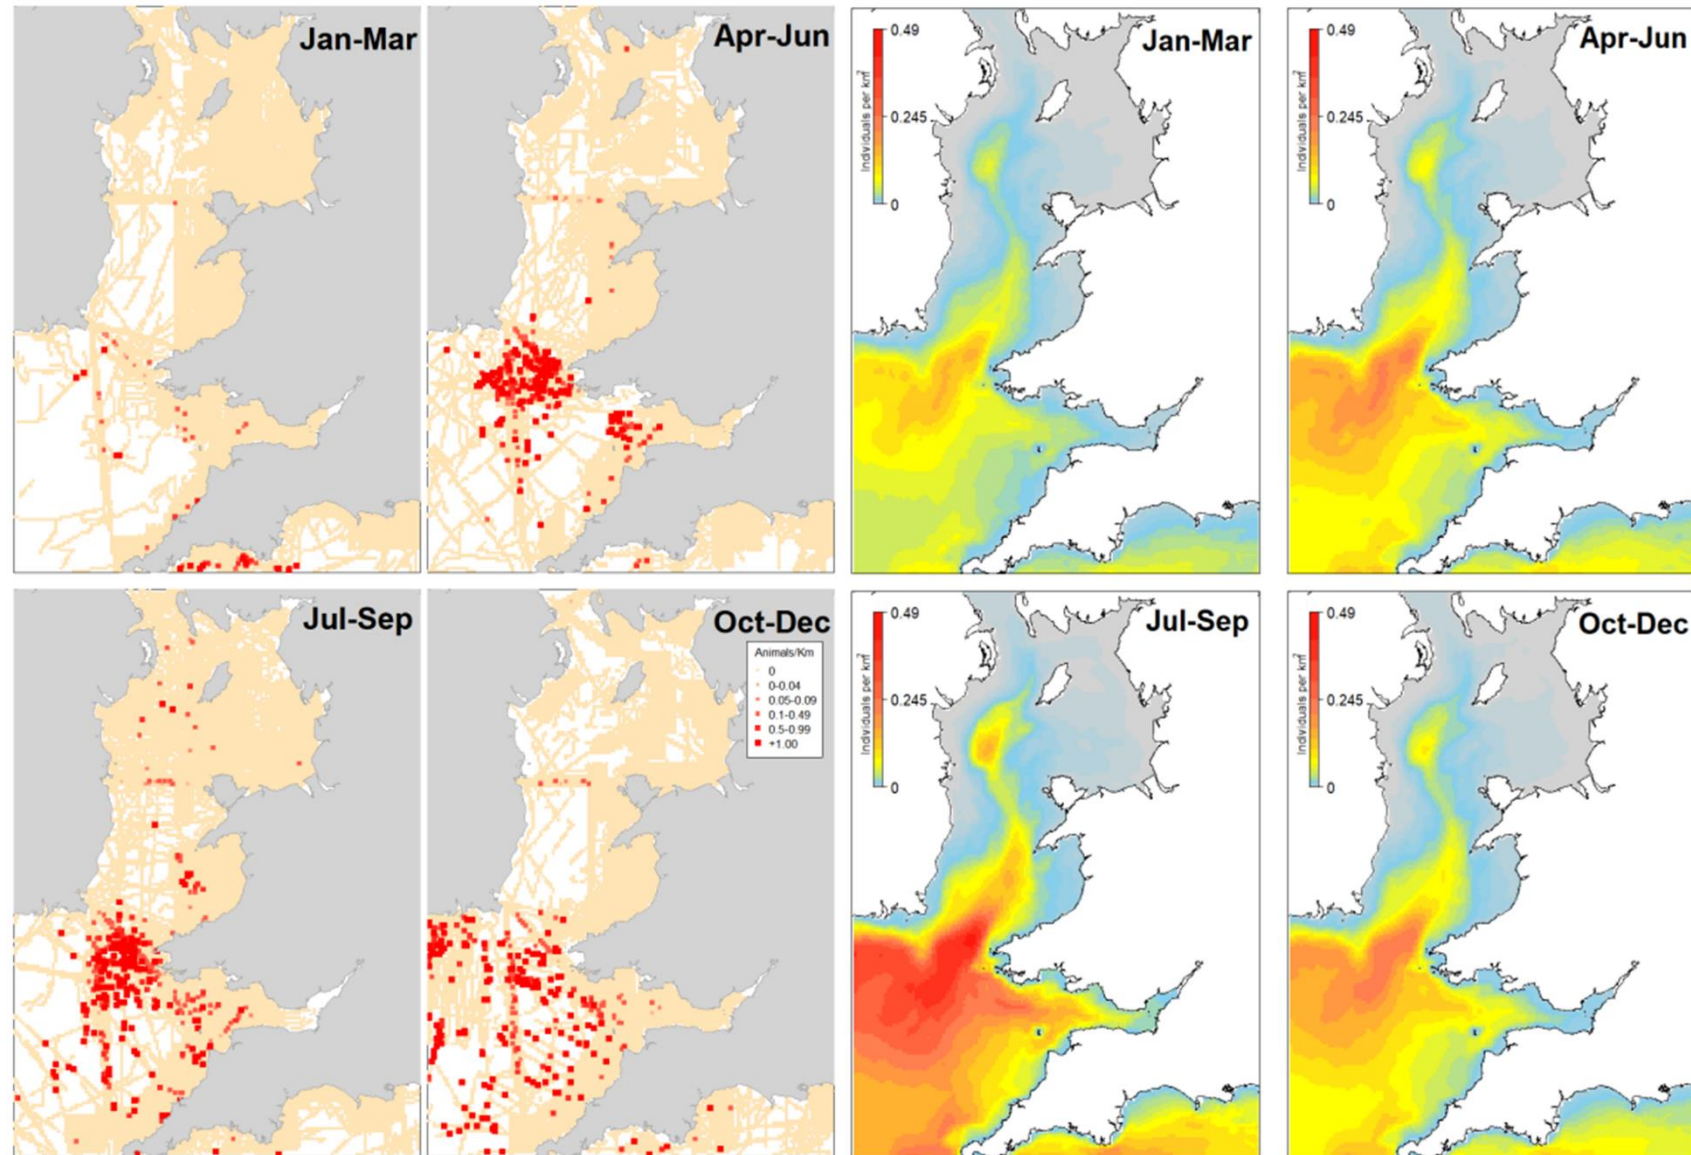 Jan-Mar
Apr-Jun
0.49
0.245
0
Individuals per km²
Jan-Mar
0.49
0.245
0
Individuals per km²
Apr-Jun
Jul-Sep
Oct-Dec
Animals/Km
0
0-0.04
0.05-0.09
0.1-0.49
0.5-0.99
+1.00
0.49
0.245
0
Individuals per km²
Jul-Sep
0.49
0.245
0
Individuals per km²
Oct-Dec